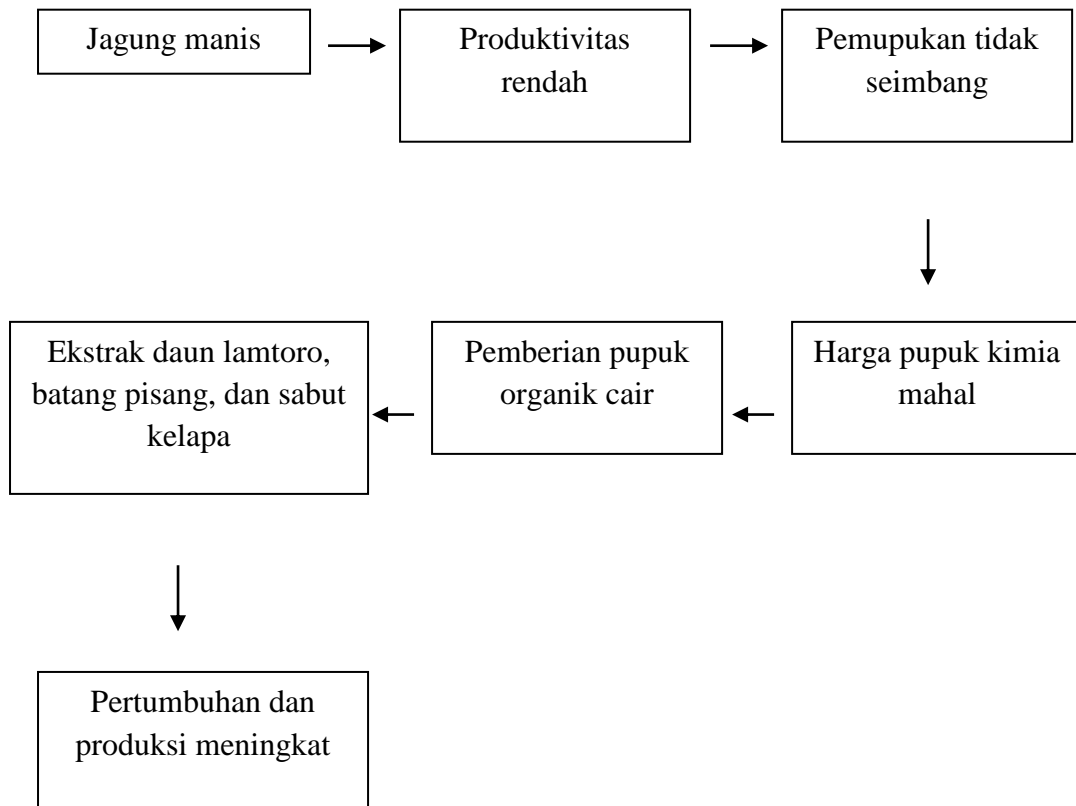 Jagung manis
Produktivitas
rendah
Pemupukan tidak
seimbang
Ekstrak daun lamtoro,
batang pisang, dan sabut
kelapa
Pemberian pupuk
organik cair
Harga pupuk kimia
mahal
Pertumbuhan dan
produksi meningkat